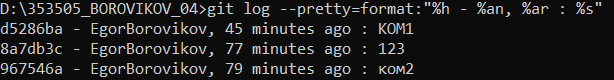 D:\353505_BOROVIKOV_04>git log --pretty=format:"%h - %an, %ar : %s"
d5286ba - EgorBorovikov, 45 minutes ago : КОМ1
8a7db3c - EgorBorovikov, 77 minutes ago : 123
967546a - EgorBorovikov, 79 minutes ago : ком2